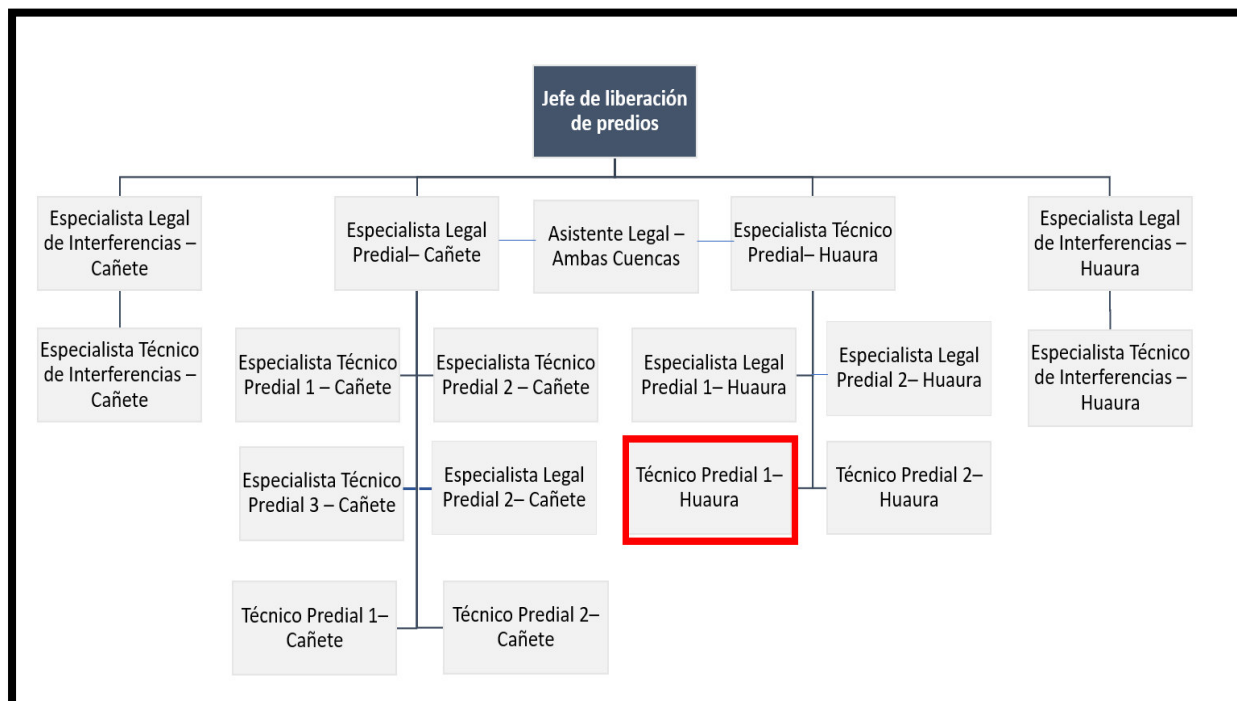 Jefe de liberación
de predios
Especialista Legal
de Interferencias –
Cañete
Especialista Legal
Predial– Cañete
Asistente Legal –
Ambas Cuencas
Especialista Técnico
Predial– Huaura
Especialista Legal
de Interferencias –
Huaura
Especialista Técnico
de Interferencias –
Cañete
Especialista Técnico
Predial 1 – Cañete
Especialista Técnico
Predial 2 – Cañete
Especialista Legal
Predial 1– Huaura
Especialista Legal
Predial 2– Huaura
Especialista Técnico
de Interferencias –
Huaura
Especialista Técnico
Predial 3 – Cañete
Especialista Legal
Predial 2– Cañete
Técnico Predial 1–
Huaura
Técnico Predial 2–
Huaura
Técnico Predial 1–
Cañete
Técnico Predial 2–
Cañete